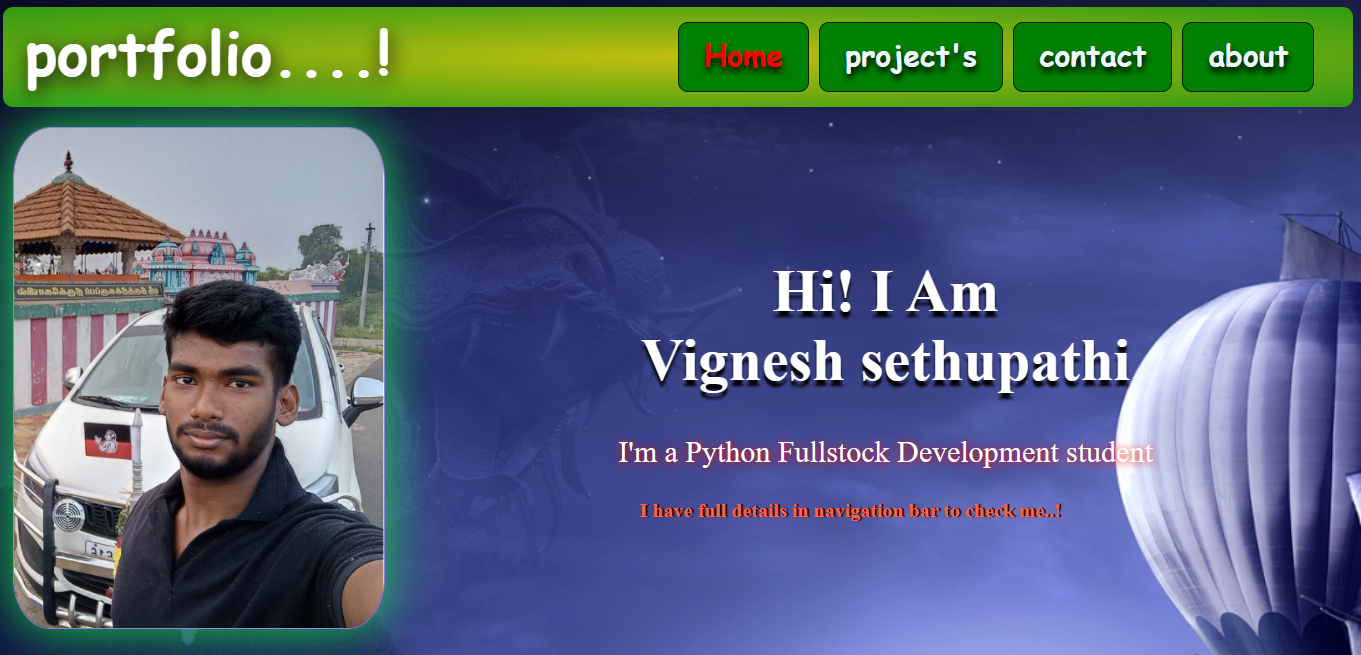 portfolio....!
Home project's contact about
Hi! I Am
Vignesh sethupathi
I'm a Python Fullstock Development student
I have full details in navigation bar to check me..!